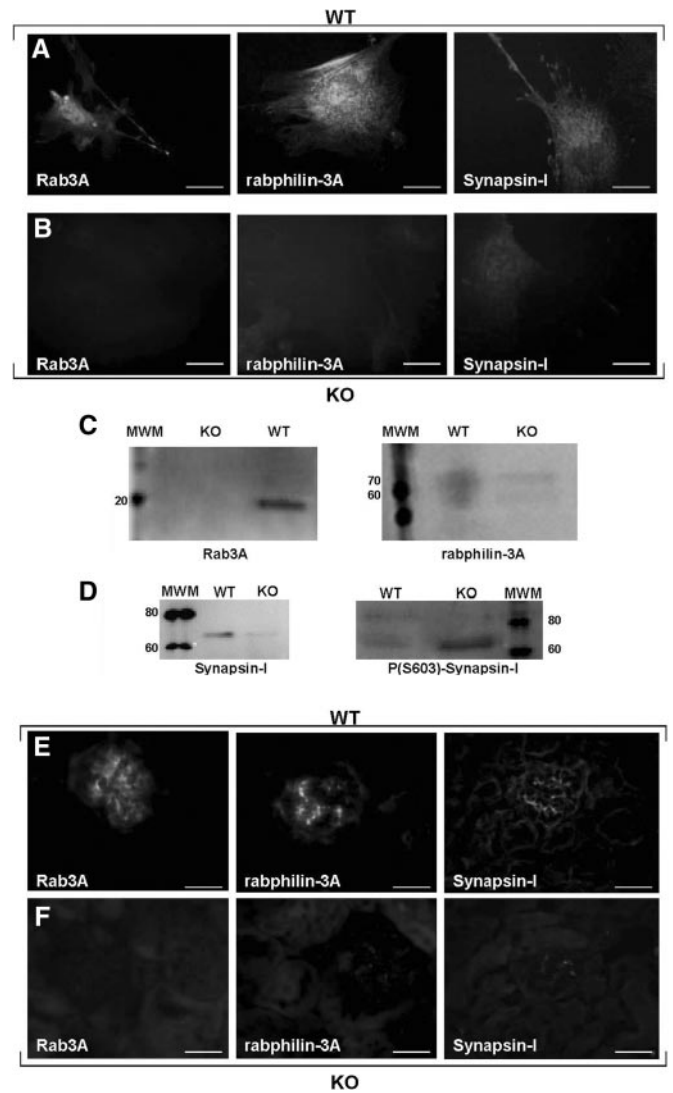 WT
A
Rab3A rabphilin-3A Synapsin-I
B
Rab3A rabphilin-3A Synapsin-I
KO
C
MWM KO WT MWM WT KO
20 70
60
Rab3A rabphilin-3A
D
MWM WT KO WT KO MWM
80 80
60 60
Synapsin-I P(S603)-Synapsin-I
WT
E
Rab3A rabphilin-3A Synapsin-I
F
Rab3A rabphilin-3A Synapsin-I
KO